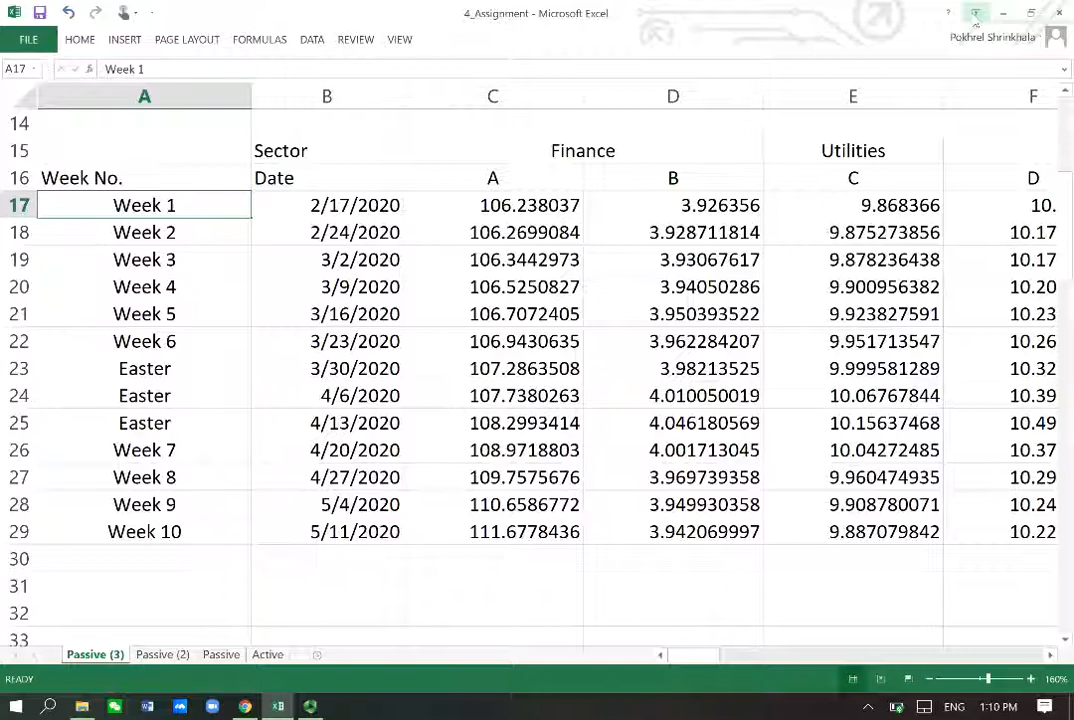 4_Assignment - Microsoft Excel
FILE HOME INSERT PAGE LAYOUT FORMULAS DATA REVIEW VIEW Pokhrel Shrinkhala
A17 fx Week 1
A B C D E F
14
15 Sector Finance Utilities
16 Week No. Date A B C D
17 Week 1 2/17/2020 106.238037 3.926356 9.868366 10.
18 Week 2 2/24/2020 106.2699084 3.928711814 9.875273856 10.17
19 Week 3 3/2/2020 106.3442973 3.93067617 9.878236438 10.17
20 Week 4 3/9/2020 106.5250827 3.94050286 9.900956382 10.20
21 Week 5 3/16/2020 106.7072405 3.950393522 9.923827591 10.23
22 Week 6 3/23/2020 106.9430635 3.962284207 9.951713547 10.26
23 Easter 3/30/2020 107.2863508 3.98213525 9.999581289 10.32
24 Easter 4/6/2020 107.7380263 4.010050019 10.06767844 10.39
25 Easter 4/13/2020 108.2993414 4.046180569 10.15637468 10.49
26 Week 7 4/20/2020 108.9718803 4.001713045 10.04272485 10.37
27 Week 8 4/27/2020 109.7575676 3.969739358 9.960474935 10.29
28 Week 9 5/4/2020 110.6586772 3.949930358 9.908780071 10.24
29 Week 10 5/11/2020 111.6778436 3.942069997 9.887079842 10.22
30
31
32
33
Passive (3) Passive (2) Passive Active
READY 160%
ENG 1:10 PM